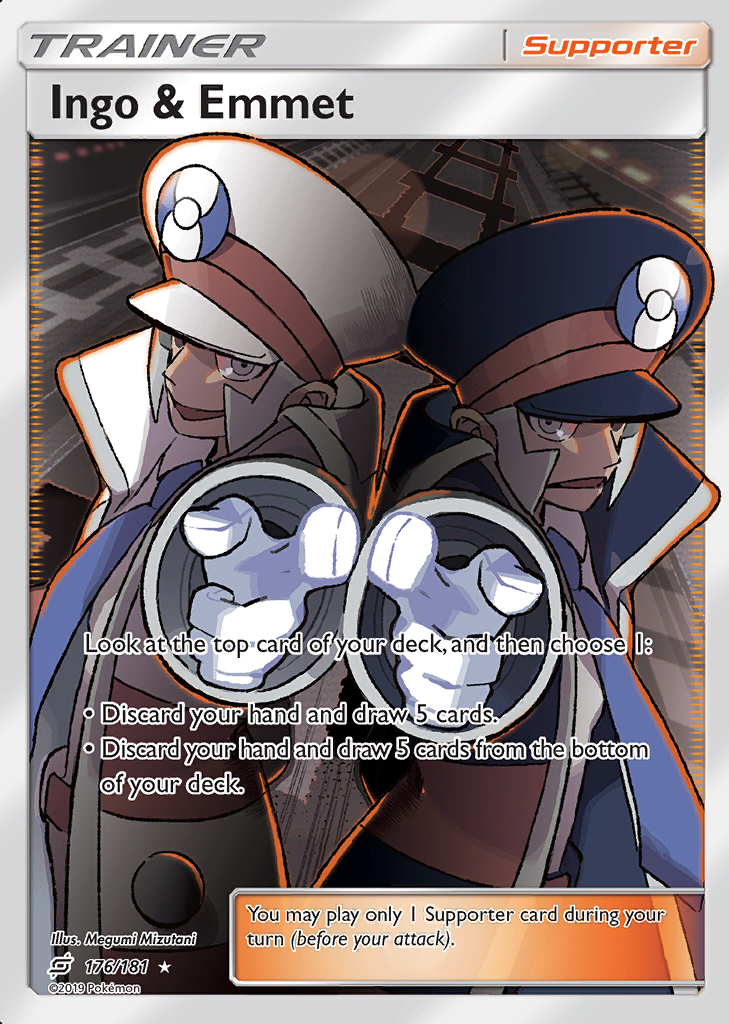 TRAINER
Supporter
Ingo & Emmet
Look at the top card of your deck, and then choose 1:
• Discard your hand and draw 5 cards.
• Discard your hand and draw 5 cards from the bottom
of your deck.
You may play only 1 Supporter card during your
turn (before your attack).
Illus. Megumi Mizutani
176/181 ★
©2019 Pokémon